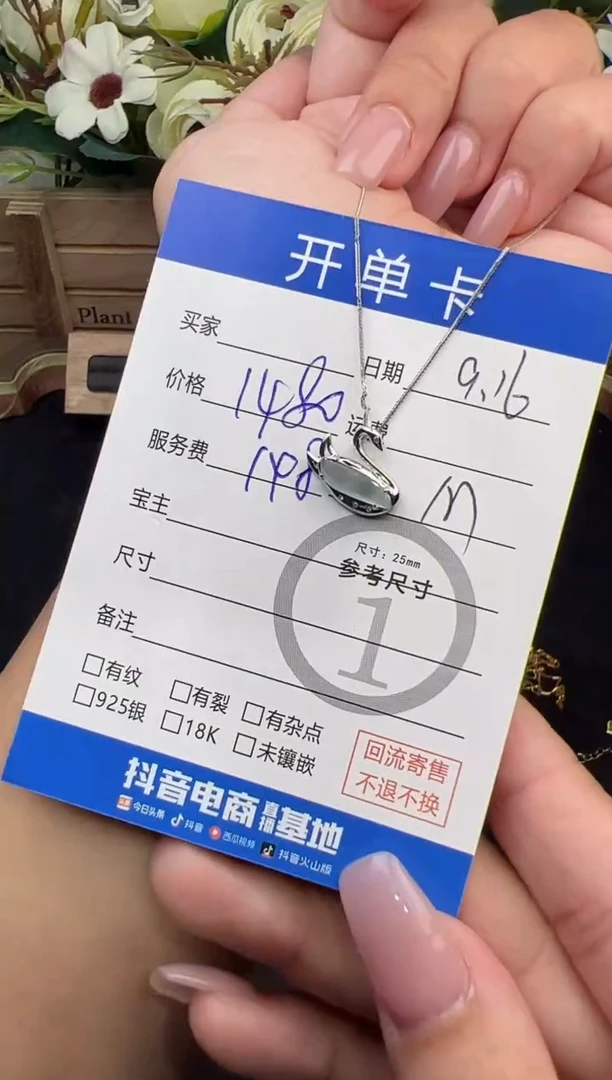 开单卡
买家
日期 9.16
价格 1480
运费
服务费 148
M
宝主
尺寸：25mm
参考尺寸
1
尺寸
备注
□有纹 □有裂 □有杂点
□925银 □18K □未镶嵌
回流寄售
不退不换
抖音电商直播基地
今日头条 抖音 西瓜视频 抖音火山版
Plant